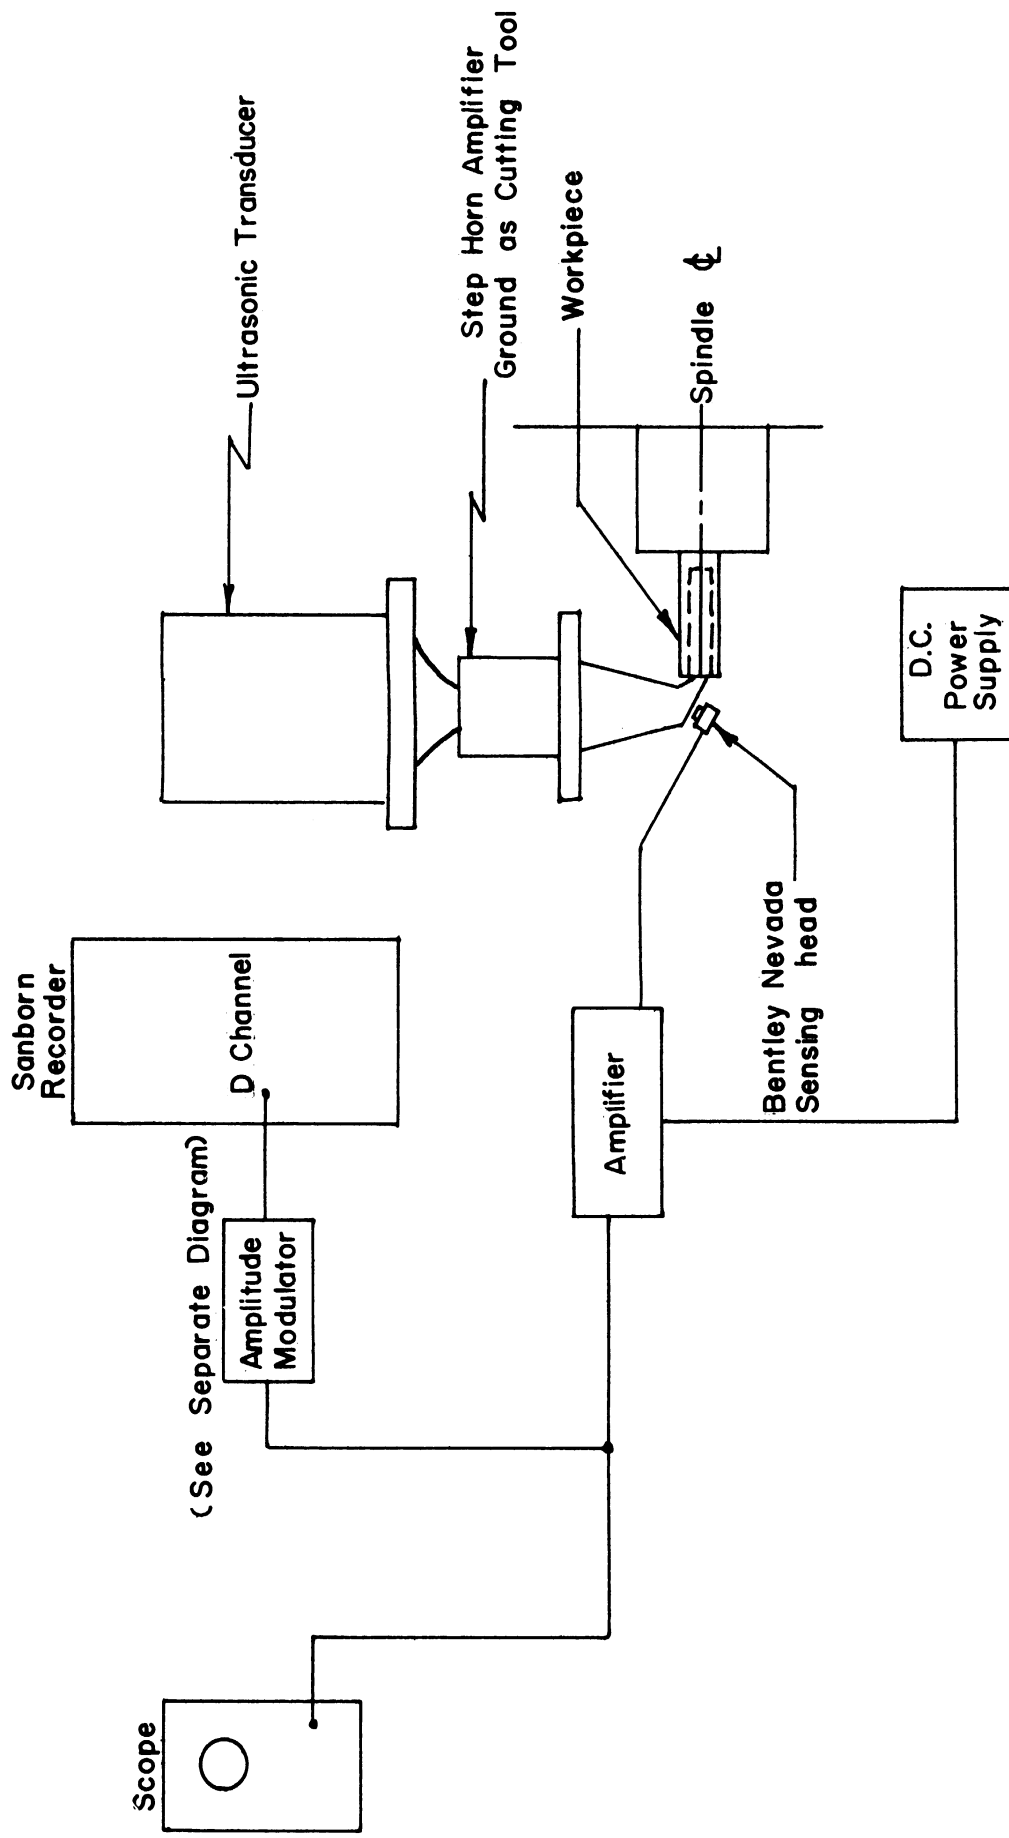 Scope
Sanborn
Recorder
D Channel
(See Separate Diagram)
Amplitude
Modulator
Ultrasonic Transducer
Step Horn Amplifier
Ground as Cutting Tool
Workpiece
Spindle ℄
Amplifier
Bentley Nevada
Sensing head
D.C.
Power
Supply